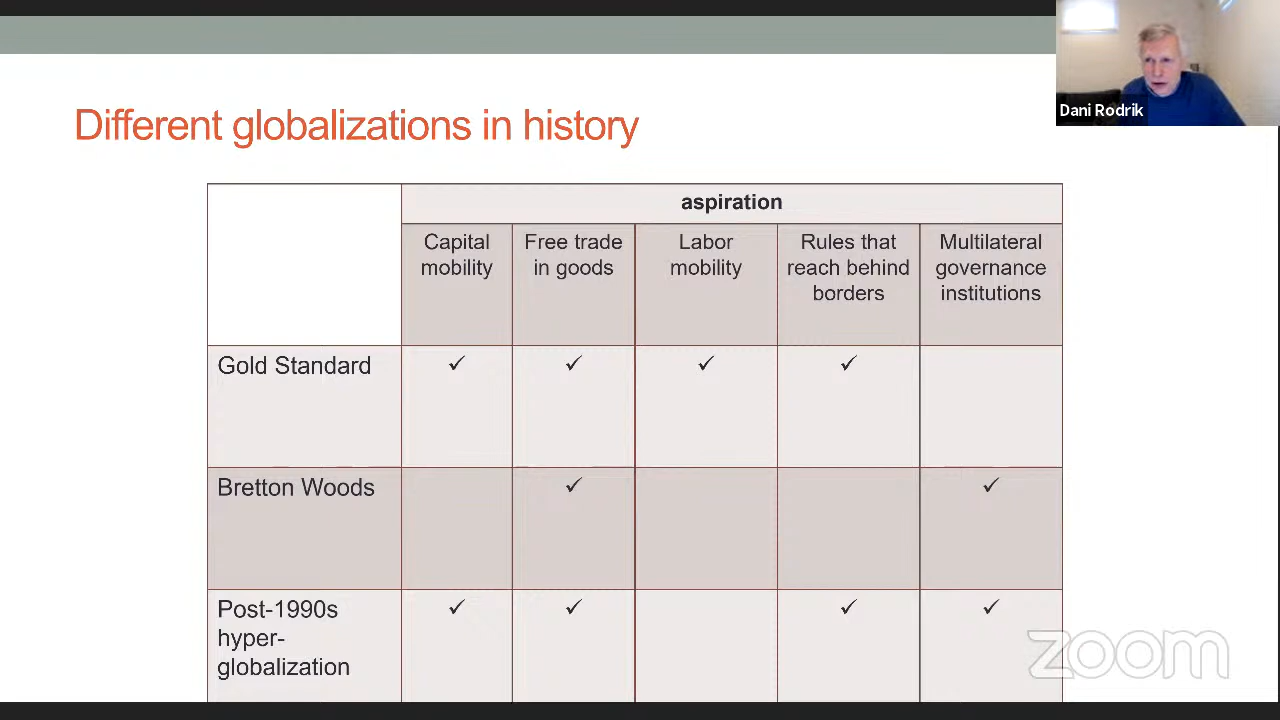 Dani Rodrik
Different globalizations in history
aspiration
Capital
mobility
Free trade
in goods
Labor
mobility
Rules that
reach behind
borders
Multilateral
governance
institutions
Gold Standard
✓ ✓ ✓ ✓
Bretton Woods
✓ ✓
Post-1990s
hyper-
globalization
✓ ✓ ✓ ✓
zoom